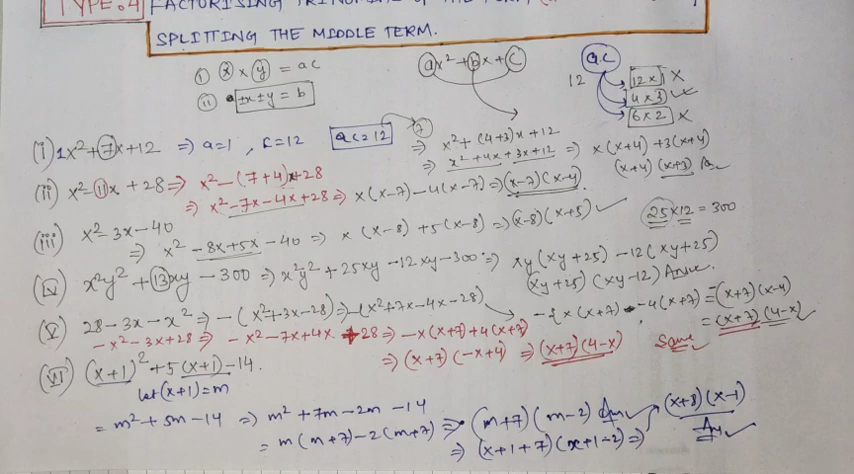 TYPE:4 FACTORISING TRINOMIAL OF THE FORM
SPLITTING THE MIDDLE TERM.
(i) x × y = ac
(ii) ±x±y = b
ax² + bx + c
a.c
12
12 × 1 ×
4 × 3 ✓
6 × 2 ×
(i) 1x²+7x+12 ⇒ a=1, c=12
ac=12
7
⇒ x² + (4+3)x + 12
⇒ x² + 4x + 3x + 12 ⇒ x(x+4) + 3(x+4)
(x+4) (x+3) Ans
(ii) x² - 11x + 28 ⇒ x² - (7+4)x + 28
⇒ x² - 7x - 4x + 28 ⇒ x(x-7) - 4(x-7) ⇒ (x-7)(x-4)
(iii) x² - 3x - 40
⇒ x² - 8x + 5x - 40 ⇒ x(x-8) + 5(x-8) ⇒ (x-8)(x+5) ✓
25×12 = 300
(iv) x²y² + 13xy - 300 ⇒ x²y² + 25xy - 12xy - 300 ⇒ xy(xy+25) - 12(xy+25)
(xy+25) (xy-12) Ans.
(v) 28 - 3x - x² ⇒ -(x²+3x-28) ⇒ -(x²+7x-4x-28) - {x(x+7) - 4(x+7) = (x+7)(x-4)
= (x+7)(4-x)
-x² - 3x + 28 ⇒ -x² - 7x + 4x + 28 ⇒ -x(x+7) + 4(x+7)
⇒ (x+7) (-x+4) ⇒ (x+7)(4-x) Same
(vi) (x+1)² + 5(x+1) - 14.
let (x+1) = m
= m² + 5m - 14 ⇒ m² + 7m - 2m - 14
= m(m+7) - 2(m+7) ⇒ (m+7) (m-2) Ans
⇒ (x+1+7) (x+1-2) ⇒ (x+8)(x-1)
Ans ✓